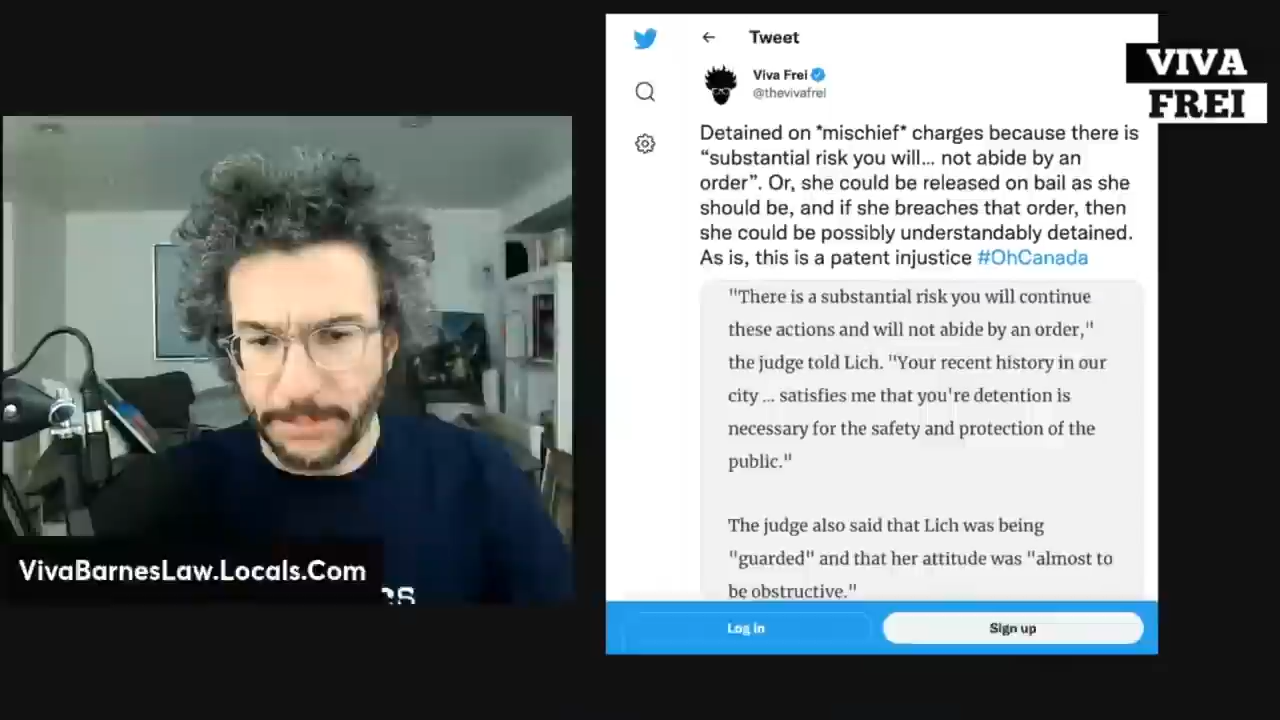 Tweet
Viva Frei
@thevivafrei
VIVA
FREI
Detained on *mischief* charges because there is
“substantial risk you will... not abide by an
order”. Or, she could be released on bail as she
should be, and if she breaches that order, then
she could be possibly understandably detained.
As is, this is a patent injustice #OhCanada
"There is a substantial risk you will continue
these actions and will not abide by an order,"
the judge told Lich. "Your recent history in our
city ... satisfies me that you're detention is
necessary for the safety and protection of the
public."
The judge also said that Lich was being
"guarded" and that her attitude was "almost to
be obstructive."
Log in
Sign up
VivaBarnesLaw.Locals.Com